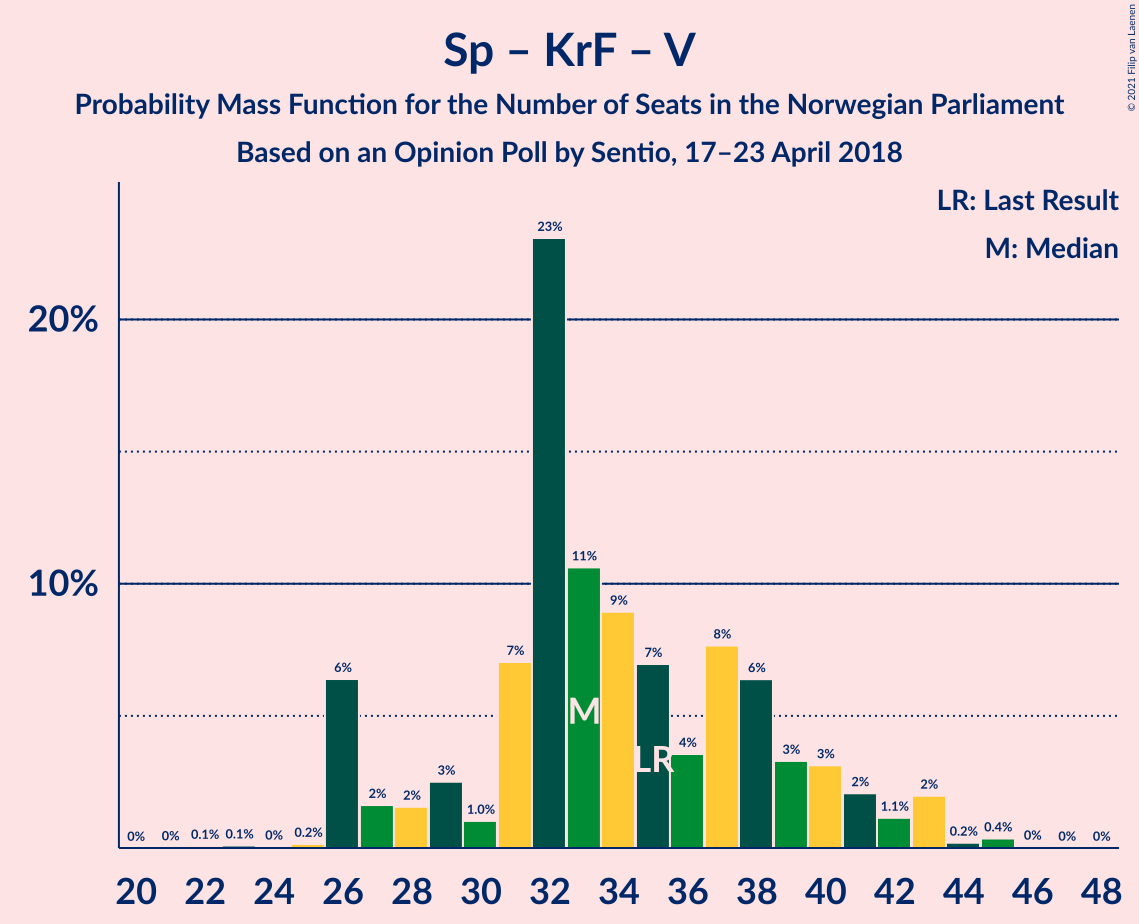 © 2021 Filip van Laenen
Sp – KrF – V
Probability Mass Function for the Number of Seats in the Norwegian Parliament
Based on an Opinion Poll by Sentio, 17–23 April 2018
LR: Last Result
M: Median
20%
10%
0% 0% 0.1% 0.1% 0% 0.2% 6% 2% 2% 3% 1.0% 7% 23% 11% 9% 7% 4% 8% 6% 3% 3% 2% 1.1% 2% 0.2% 0.4% 0% 0% 0%
M
LR
20 22 24 26 28 30 32 34 36 38 40 42 44 46 48